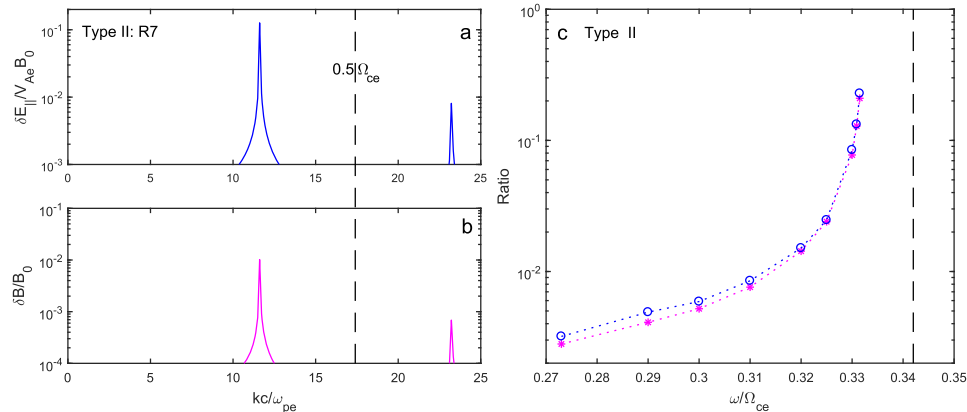 Type II: R7
a
0.5 Ω_ce
δE_||/V_Ae B_0
10^-1
10^-2
10^-3
0 5 10 15 20 25
b
δB/B_0
10^-1
10^-2
10^-3
10^-4
0 5 10 15 20 25
kc/ω_pe
c Type II
Ratio
10^0
10^-1
10^-2
0.27 0.28 0.29 0.3 0.31 0.32 0.33 0.34 0.35
ω/Ω_ce